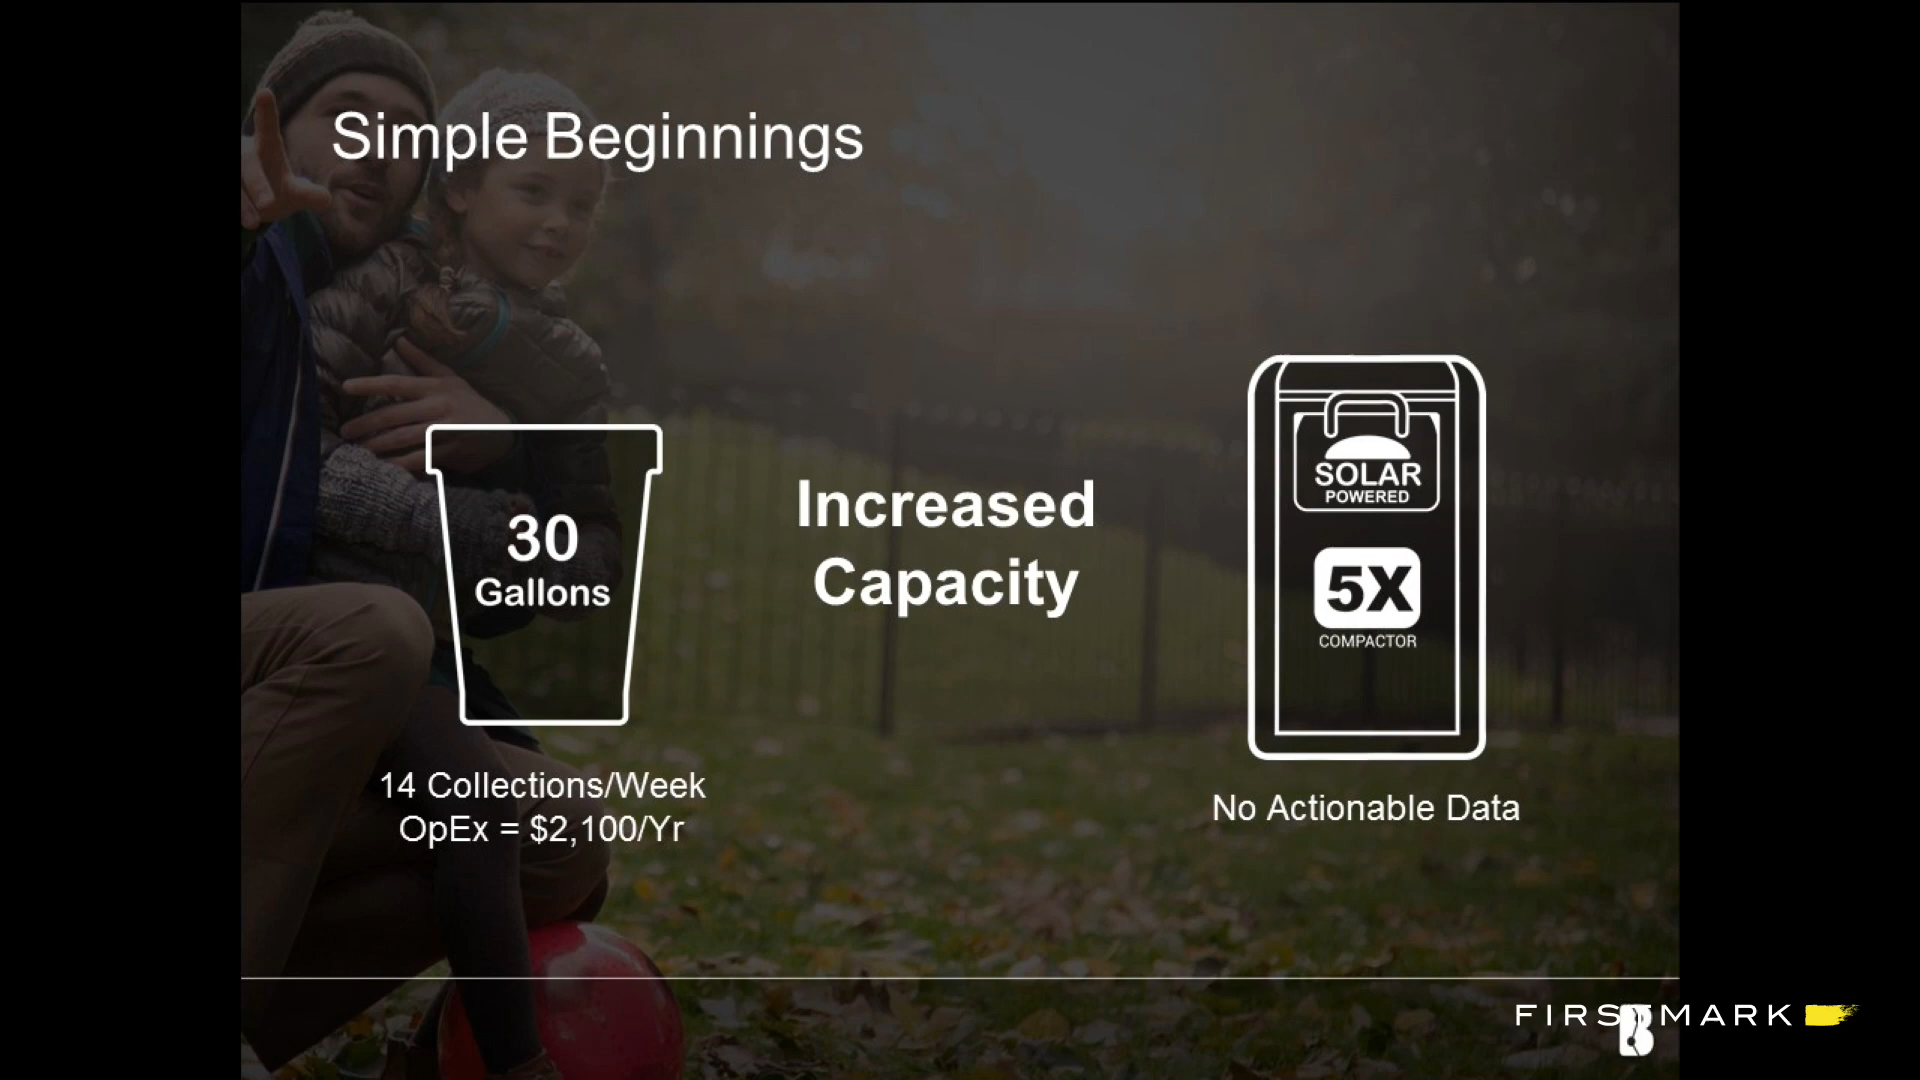 Simple Beginnings
30
Gallons
14 Collections/Week
OpEx = $2,100/Yr
Increased
Capacity
SOLAR
POWERED
5X
COMPACTOR
No Actionable Data
FIRSTMARK
B